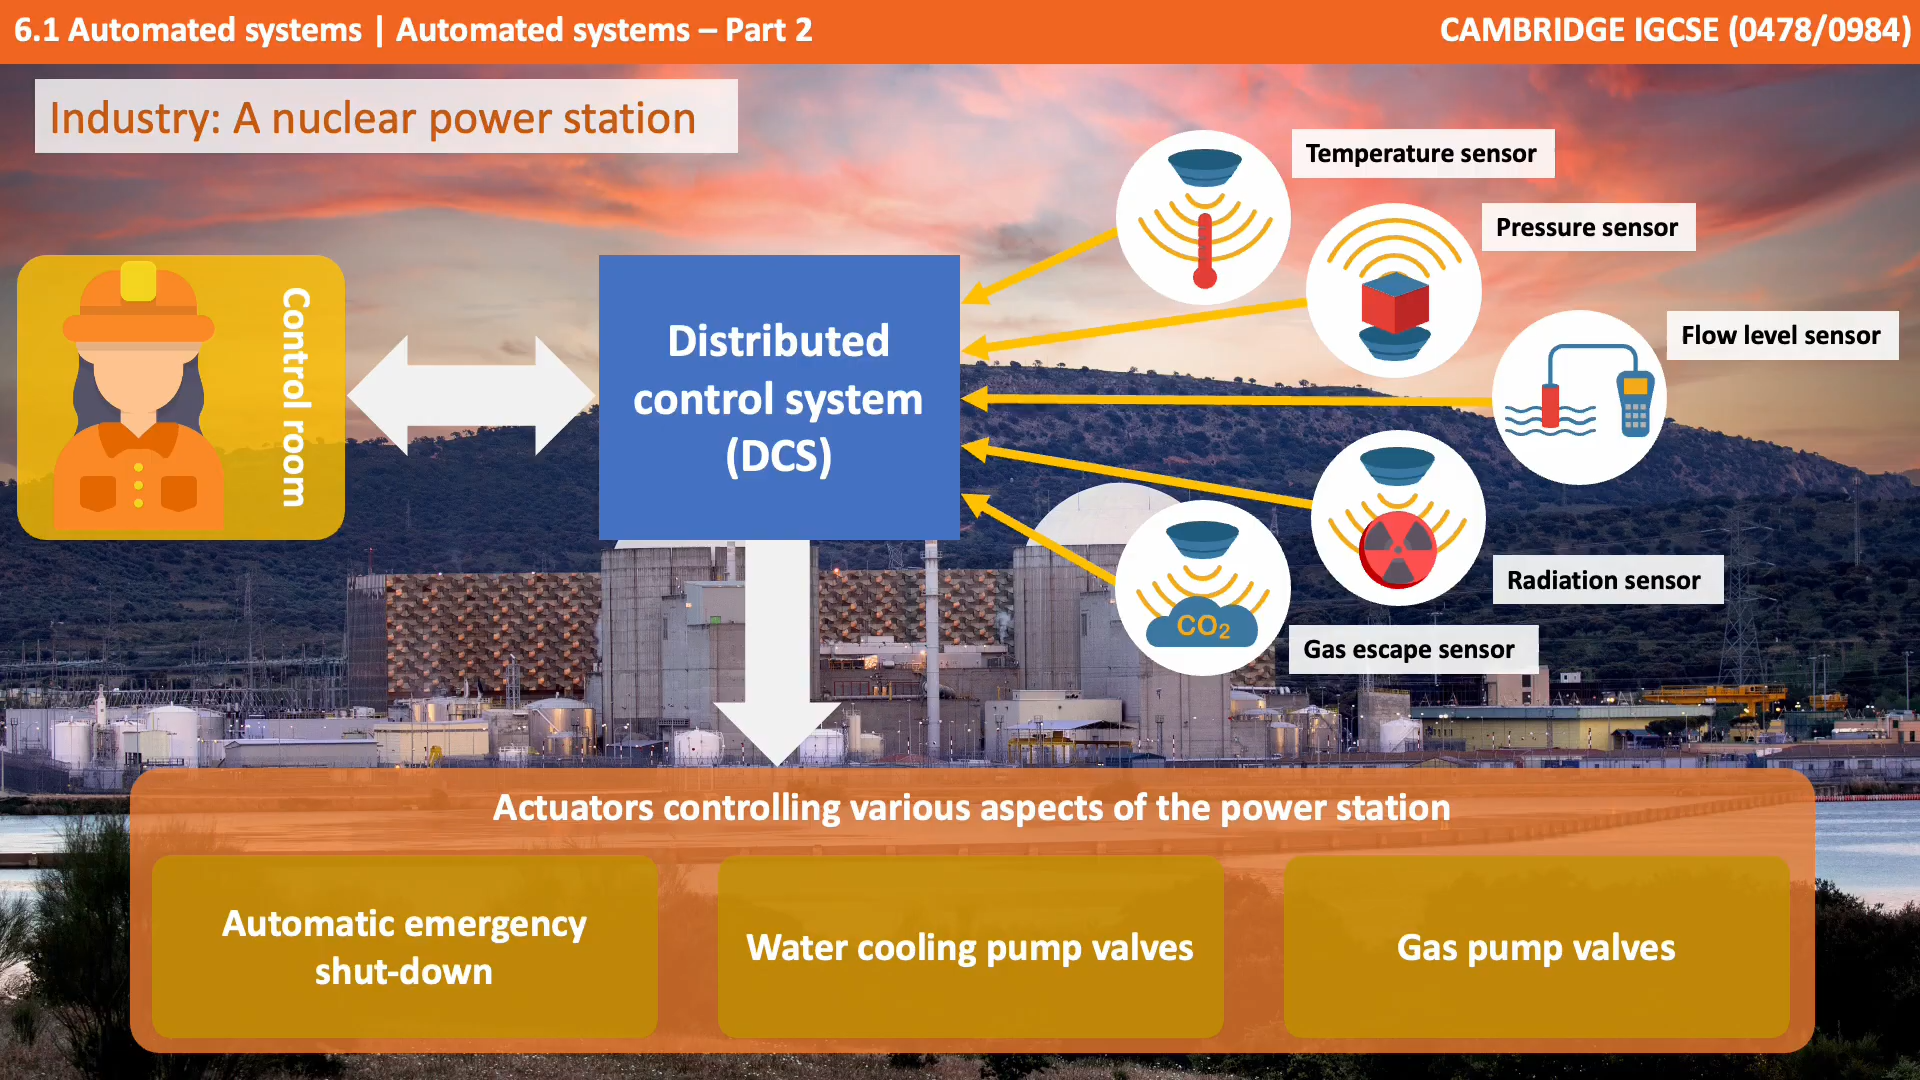 6.1 Automated systems | Automated systems – Part 2
CAMBRIDGE IGCSE (0478/0984)
Industry: A nuclear power station
Temperature sensor
Pressure sensor
Flow level sensor
Control room
Distributed
control system
(DCS)
Radiation sensor
CO₂
Gas escape sensor
Actuators controlling various aspects of the power station
Automatic emergency
shut-down
Water cooling pump valves
Gas pump valves